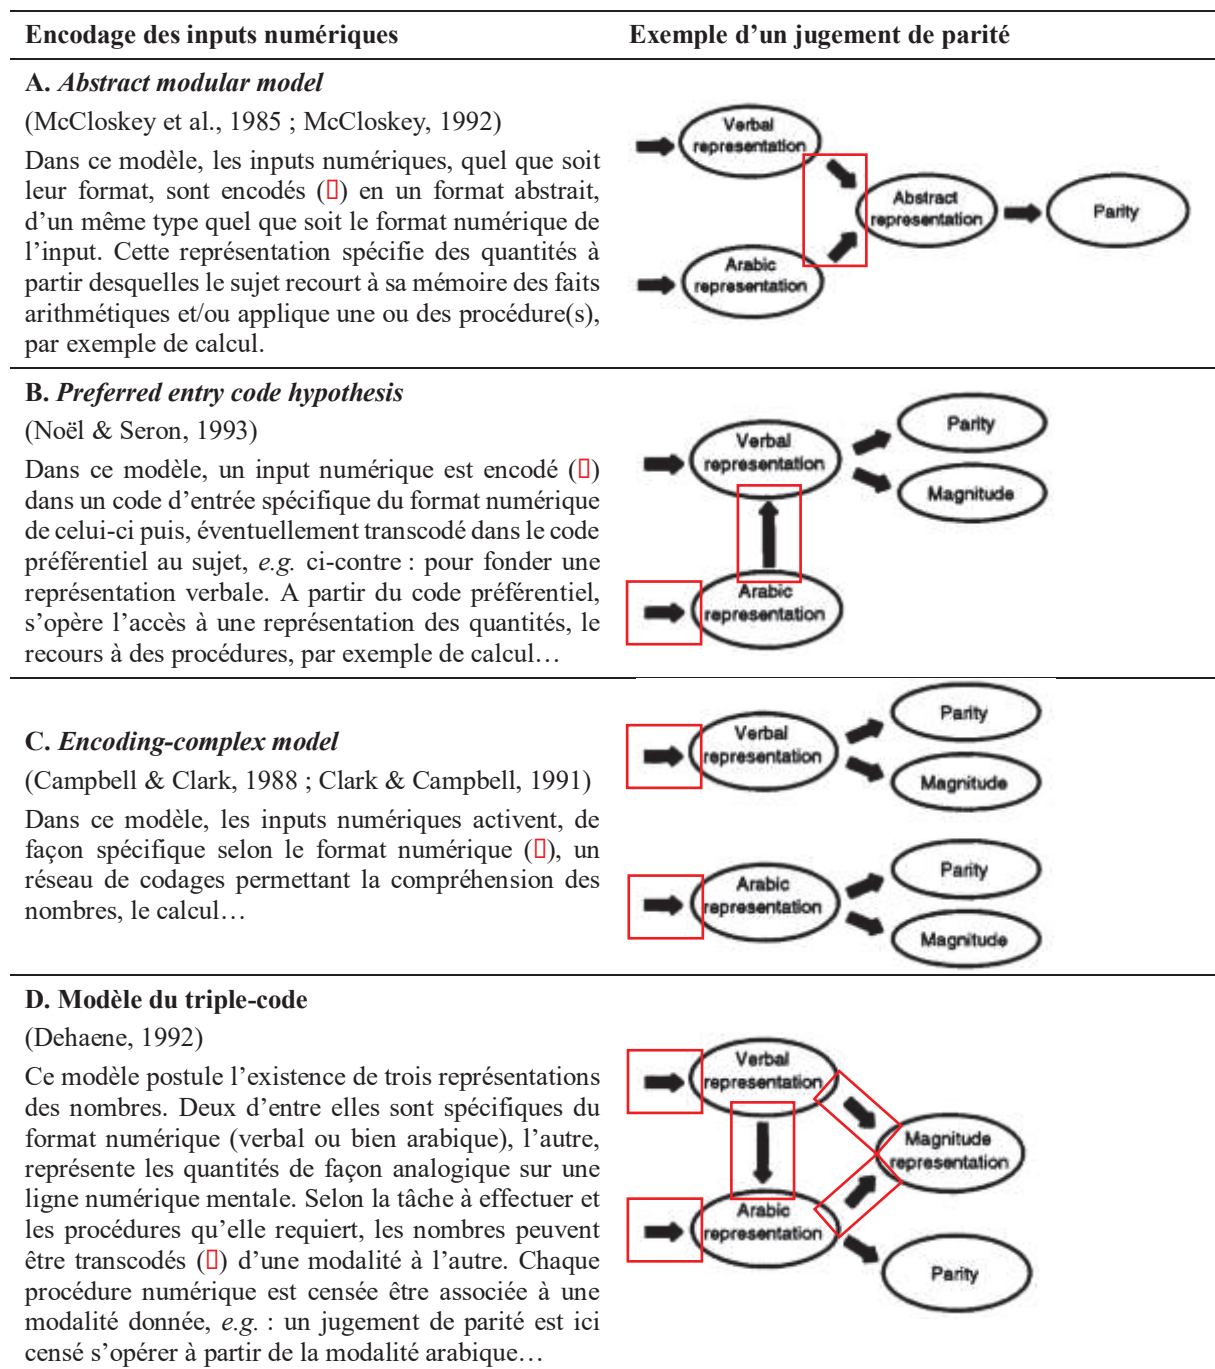 Encodage des inputs numériques
Exemple d’un jugement de parité
A. Abstract modular model
(McCloskey et al., 1985 ; McCloskey, 1992)
Dans ce modèle, les inputs numériques, quel que soit
leur format, sont encodés (▯) en un format abstrait,
d’un même type quel que soit le format numérique de
l’input. Cette représentation spécifie des quantités à
partir desquelles le sujet recourt à sa mémoire des faits
arithmétiques et/ou applique une ou des procédure(s),
par exemple de calcul.
Verbal
representation
Abstract
representation
Parity
Arabic
representation
B. Preferred entry code hypothesis
(Noël & Seron, 1993)
Dans ce modèle, un input numérique est encodé (▯)
dans un code d’entrée spécifique du format numérique
de celui-ci puis, éventuellement transcodé dans le code
préférentiel au sujet, e.g. ci-contre : pour fonder une
représentation verbale. A partir du code préférentiel,
s’opère l’accès à une représentation des quantités, le
recours à des procédures, par exemple de calcul…
Parity
Verbal
representation
Magnitude
Arabic
representation
C. Encoding-complex model
(Campbell & Clark, 1988 ; Clark & Campbell, 1991)
Dans ce modèle, les inputs numériques activent, de
façon spécifique selon le format numérique (▯), un
réseau de codages permettant la compréhension des
nombres, le calcul…
Parity
Verbal
representation
Magnitude
Parity
Arabic
representation
Magnitude
D. Modèle du triple-code
(Dehaene, 1992)
Ce modèle postule l’existence de trois représentations
des nombres. Deux d’entre elles sont spécifiques du
format numérique (verbal ou bien arabique), l’autre,
représente les quantités de façon analogique sur une
ligne numérique mentale. Selon la tâche à effectuer et
les procédures qu’elle requiert, les nombres peuvent
être transcodés (▯) d’une modalité à l’autre. Chaque
procédure numérique est censée être associée à une
modalité donnée, e.g. : un jugement de parité est ici
censé s’opérer à partir de la modalité arabique…
Verbal
representation
Magnitude
representation
Arabic
representation
Parity